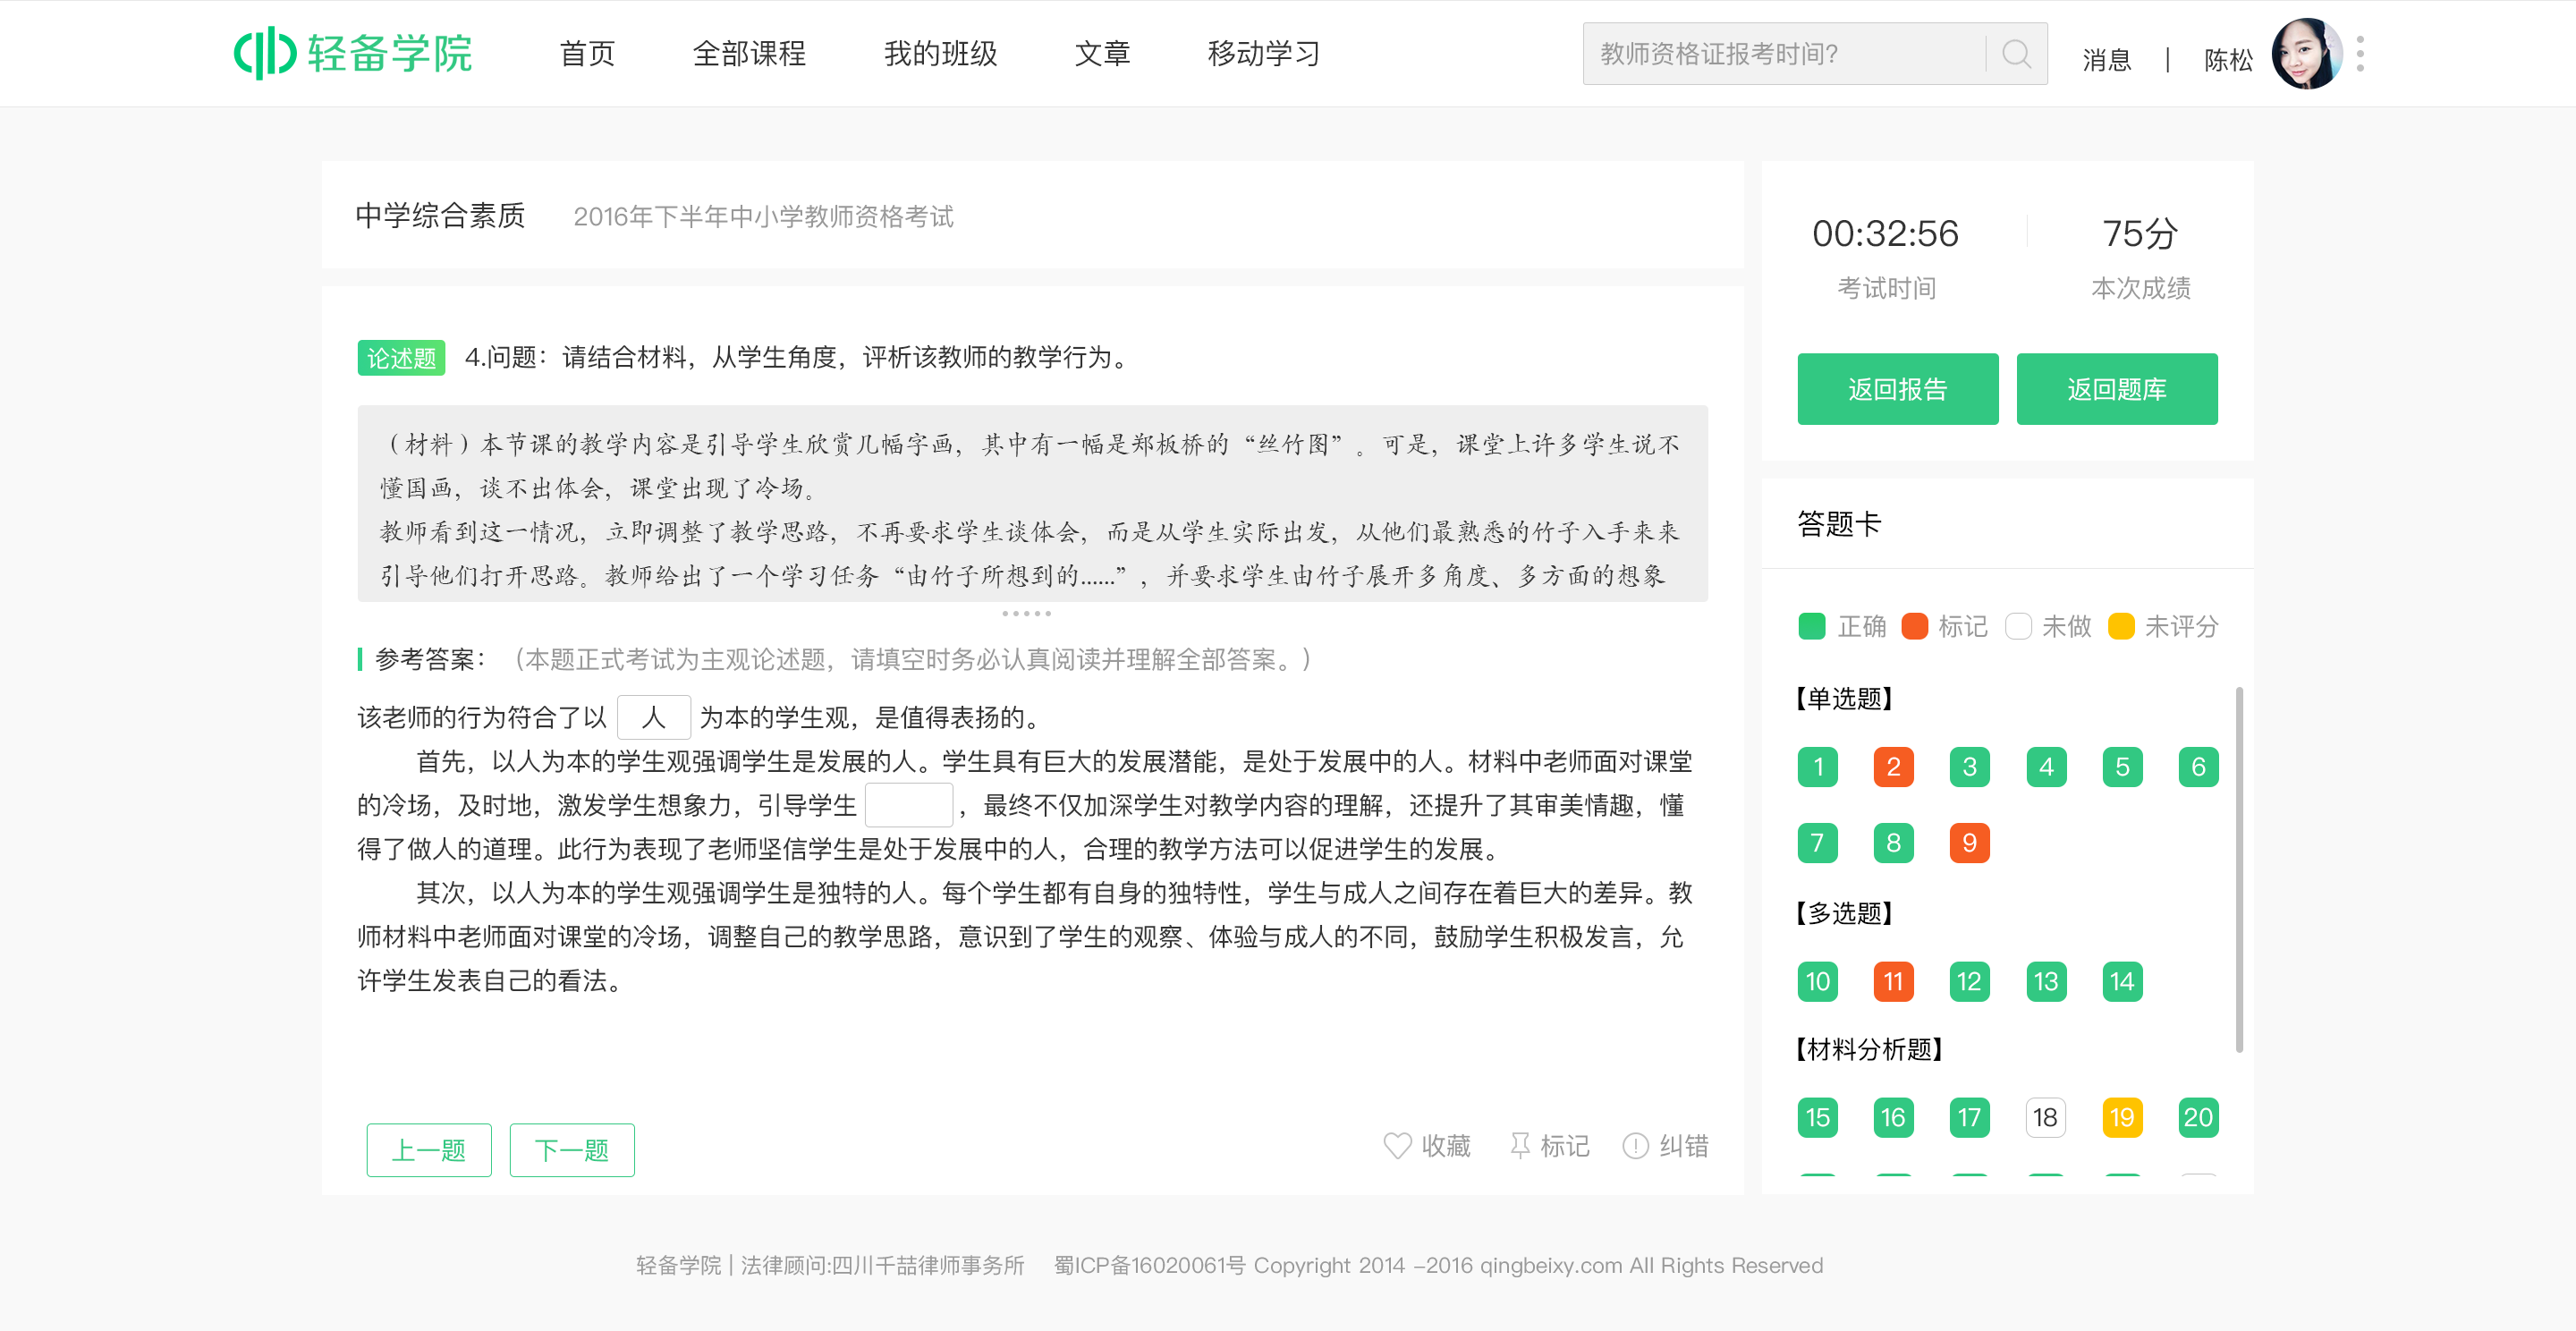 轻备学院
首页 全部课程 我的班级 文章 移动学习
教师资格证报考时间?
消息 | 陈松
中学综合素质 2016年下半年中小学教师资格考试
论述题 4.问题：请结合材料，从学生角度，评析该教师的教学行为。
（材料）本节课的教学内容是引导学生欣赏几幅字画，其中有一幅是郑板桥的“丝竹图”。可是，课堂上许多学生说不
懂国画，谈不出体会，课堂出现了冷场。
教师看到这一情况，立即调整了教学思路，不再要求学生谈体会，而是从学生实际出发，从他们最熟悉的竹子入手来来
引导他们打开思路。教师给出了一个学习任务“由竹子所想到的......”，并要求学生由竹子展开多角度、多方面的想象
参考答案：（本题正式考试为主观论述题，请填空时务必认真阅读并理解全部答案。）
该老师的行为符合了以 人 为本的学生观，是值得表扬的。
首先，以人为本的学生观强调学生是发展的人。学生具有巨大的发展潜能，是处于发展中的人。材料中老师面对课堂
的冷场，及时地，激发学生想象力，引导学生 ，最终不仅加深学生对教学内容的理解，还提升了其审美情趣，懂
得了做人的道理。此行为表现了老师坚信学生是处于发展中的人，合理的教学方法可以促进学生的发展。
其次，以人为本的学生观强调学生是独特的人。每个学生都有自身的独特性，学生与成人之间存在着巨大的差异。教
师材料中老师面对课堂的冷场，调整自己的教学思路，意识到了学生的观察、体验与成人的不同，鼓励学生积极发言，允
许学生发表自己的看法。
上一题 下一题
收藏 标记 纠错
00:32:56 75分
考试时间 本次成绩
返回报告 返回题库
答题卡
正确 标记 未做 未评分
【单选题】
1 2 3 4 5 6
7 8 9
【多选题】
10 11 12 13 14
【材料分析题】
15 16 17 18 19 20
轻备学院 | 法律顾问:四川千喆律师事务所 蜀ICP备16020061号 Copyright 2014 -2016 qingbeixy.com All Rights Reserved